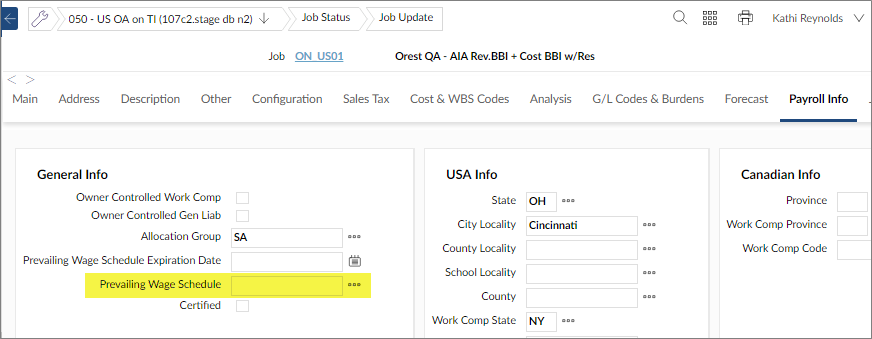 050 - US OA on TI (107c2.stage db n2) Job Status Job Update Kathi Reynolds
Job ON_US01 Orest QA - AIA Rev.BBI + Cost BBI w/Res
< >
Main Address Description Other Configuration Sales Tax Cost & WBS Codes Analysis G/L Codes & Burdens Forecast Payroll Info
General Info
Owner Controlled Work Comp
Owner Controlled Gen Liab
Allocation Group SA
Prevailing Wage Schedule Expiration Date
Prevailing Wage Schedule
Certified
USA Info
State OH
City Locality Cincinnati
County Locality
School Locality
County
Work Comp State NY
Canadian Info
Province
Work Comp Province
Work Comp Code